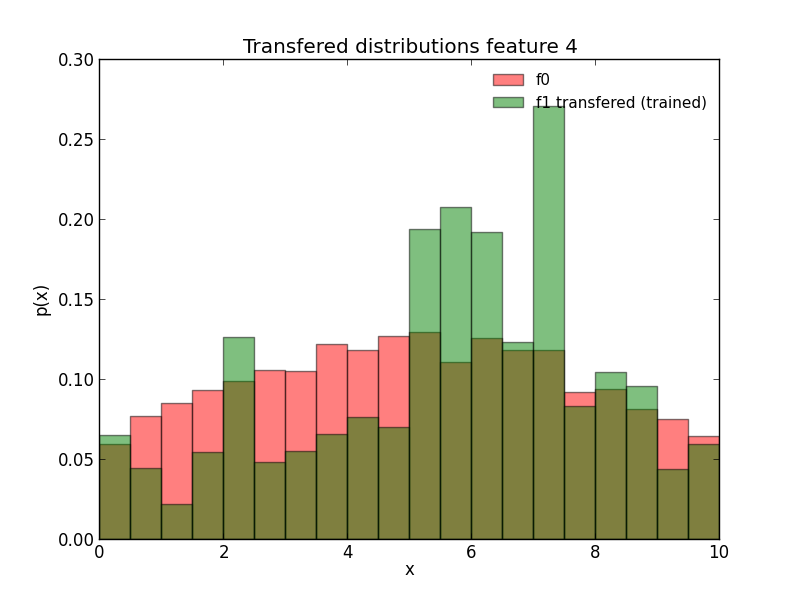 Transfered distributions feature 4
f0
f1 transfered (trained)
0.30
0.25
0.20
0.15
0.10
0.05
0.00
p(x)
0 2 4 6 8 10
x